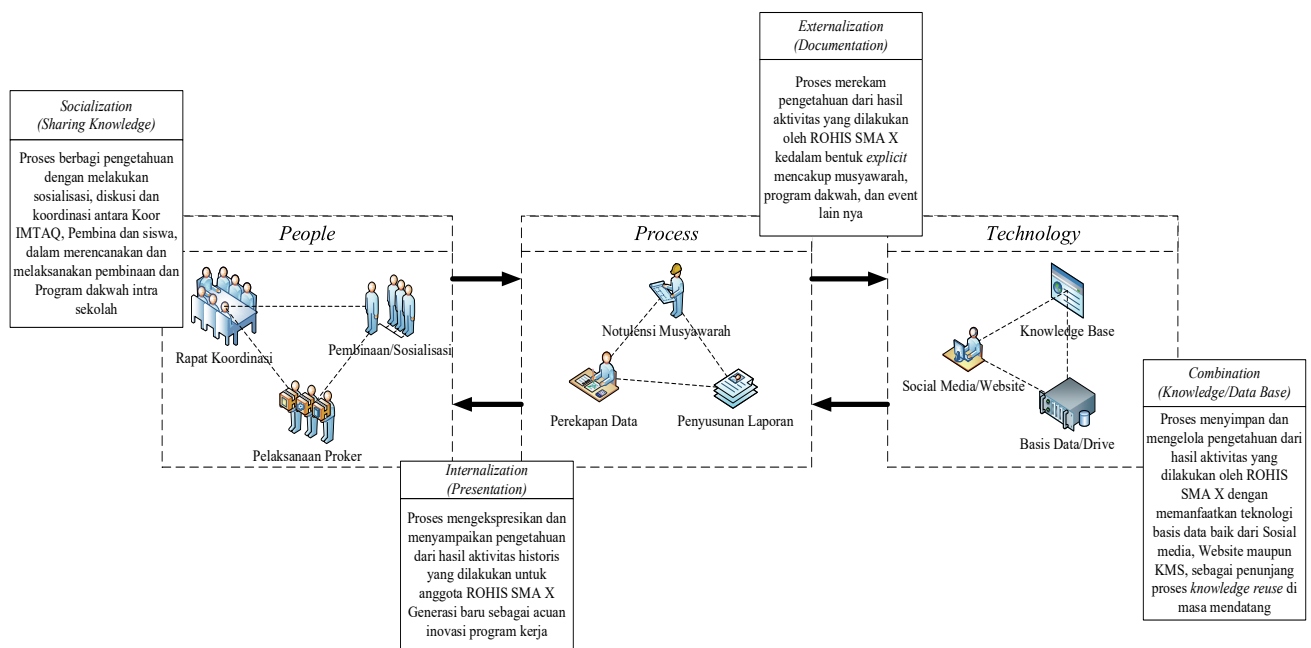 Externalization
(Documentation)
Proses merekam
pengetahuan dari hasil
aktivitas yang dilakukan
oleh ROHIS SMA X
kedalam bentuk explicit
mencakup musyawarah,
program dakwah, dan event
lain nya
Socialization
(Sharing Knowledge)
Proses berbagi pengetahuan
dengan melakukan
sosialisasi, diskusi dan
koordinasi antara Koor
IMTAQ, Pembina dan siswa,
dalam merencanakan dan
melaksanakan pembinaan dan
Program dakwah intra
sekolah
People
Rapat Koordinasi
Pembinaan/Sosialisasi
Pelaksanaan Proker
Process
Notulensi Musyawarah
Perekapan Data
Penyusunan Laporan
Technology
Knowledge Base
Social Media/Website
Basis Data/Drive
Internalization
(Presentation)
Proses mengekspresikan dan
menyampaikan pengetahuan
dari hasil aktivitas historis
yang dilakukan untuk
anggota ROHIS SMA X
Generasi baru sebagai acuan
inovasi program kerja
Combination
(Knowledge/Data Base)
Proses menyimpan dan
mengelola pengetahuan dari
hasil aktivitas yang
dilakukan oleh ROHIS
SMA X dengan
memanfaatkan teknologi
basis data baik dari Sosial
media, Website maupun
KMS, sebagai penunjang
proses knowledge reuse di
masa mendatang